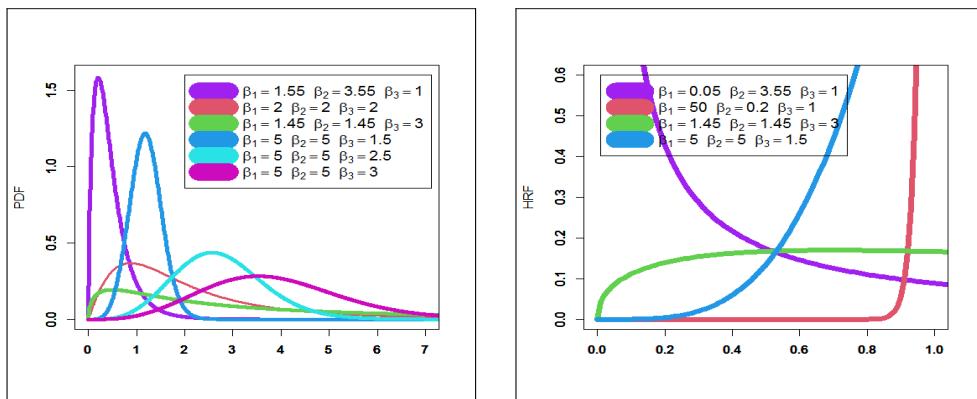 PDF
0.0 0.5 1.0 1.5
β₁ = 1.55 β₂ = 3.55 β₃ = 1
β₁ = 2 β₂ = 2 β₃ = 2
β₁ = 1.45 β₂ = 1.45 β₃ = 3
β₁ = 5 β₂ = 5 β₃ = 1.5
β₁ = 5 β₂ = 5 β₃ = 2.5
β₁ = 5 β₂ = 5 β₃ = 3
0 1 2 3 4 5 6 7
HRF
0.0 0.1 0.2 0.3 0.4 0.5 0.6
β₁ = 0.05 β₂ = 3.55 β₃ = 1
β₁ = 50 β₂ = 0.2 β₃ = 1
β₁ = 1.45 β₂ = 1.45 β₃ = 3
β₁ = 5 β₂ = 5 β₃ = 1.5
0.0 0.2 0.4 0.6 0.8 1.0